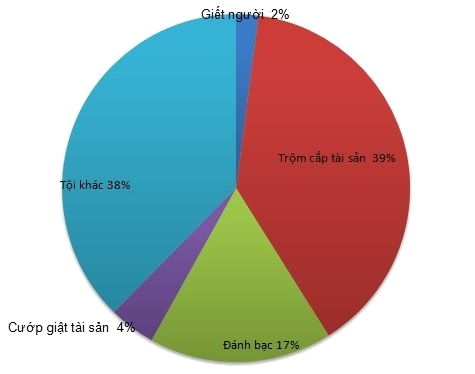 Giết người 2%
Trộm cắp tài sản 39%
Tội khác 38%
Cướp giật tài sản 4%
Đánh bạc 17%